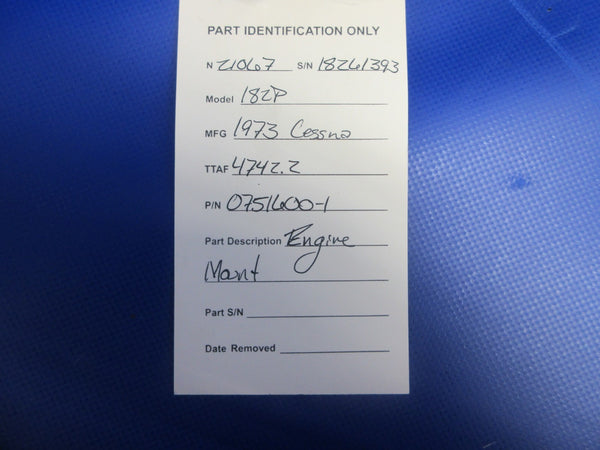 PART IDENTIFICATION ONLY
N 21067 S/N 18261393
Model 182P
MFG 1973 Cessna
TTAF 4742.2
P/N 0751600-1
Part Description Engine
Mount
Part S/N
Date Removed